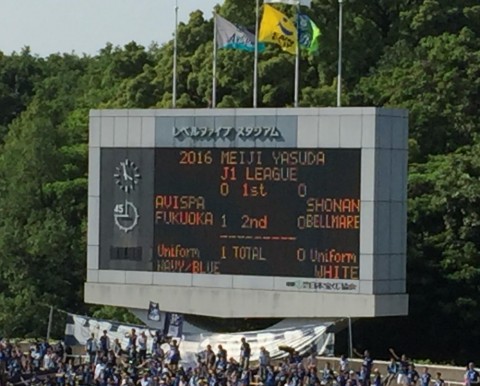 レベルファイブ スタジアム
2016 MEIJI YASUDA
J1 LEAGUE
0 1st 0
AVISPA SHONAN
FUKUOKA 1 2nd 0 BELLMARE
45
Uniform 1 TOTAL 0 Uniform
NAVY/BLUE WHITE